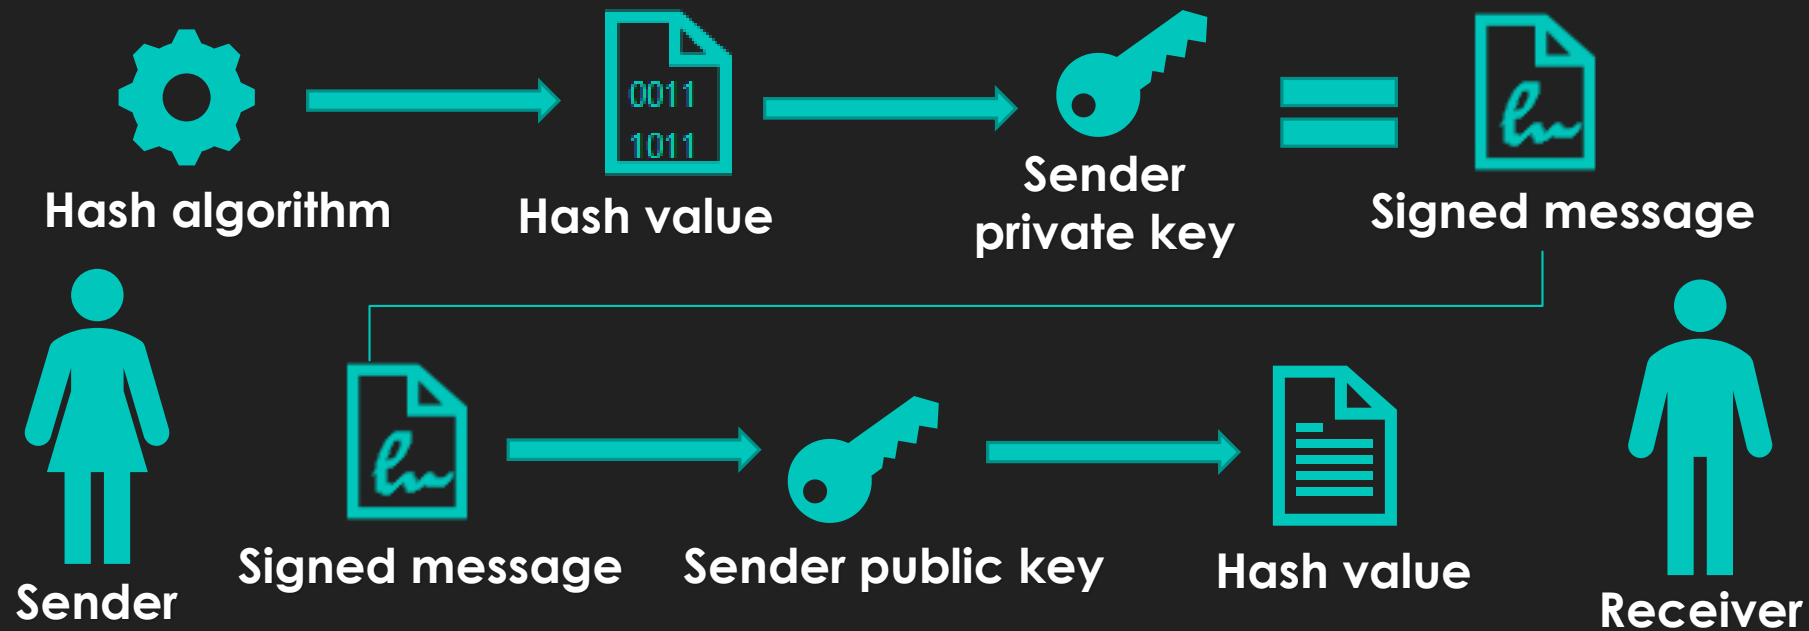 0011
1011
Hash algorithm
Hash value
Sender
private key
Signed message
Signed message
Sender public key
Hash value
Sender
Receiver